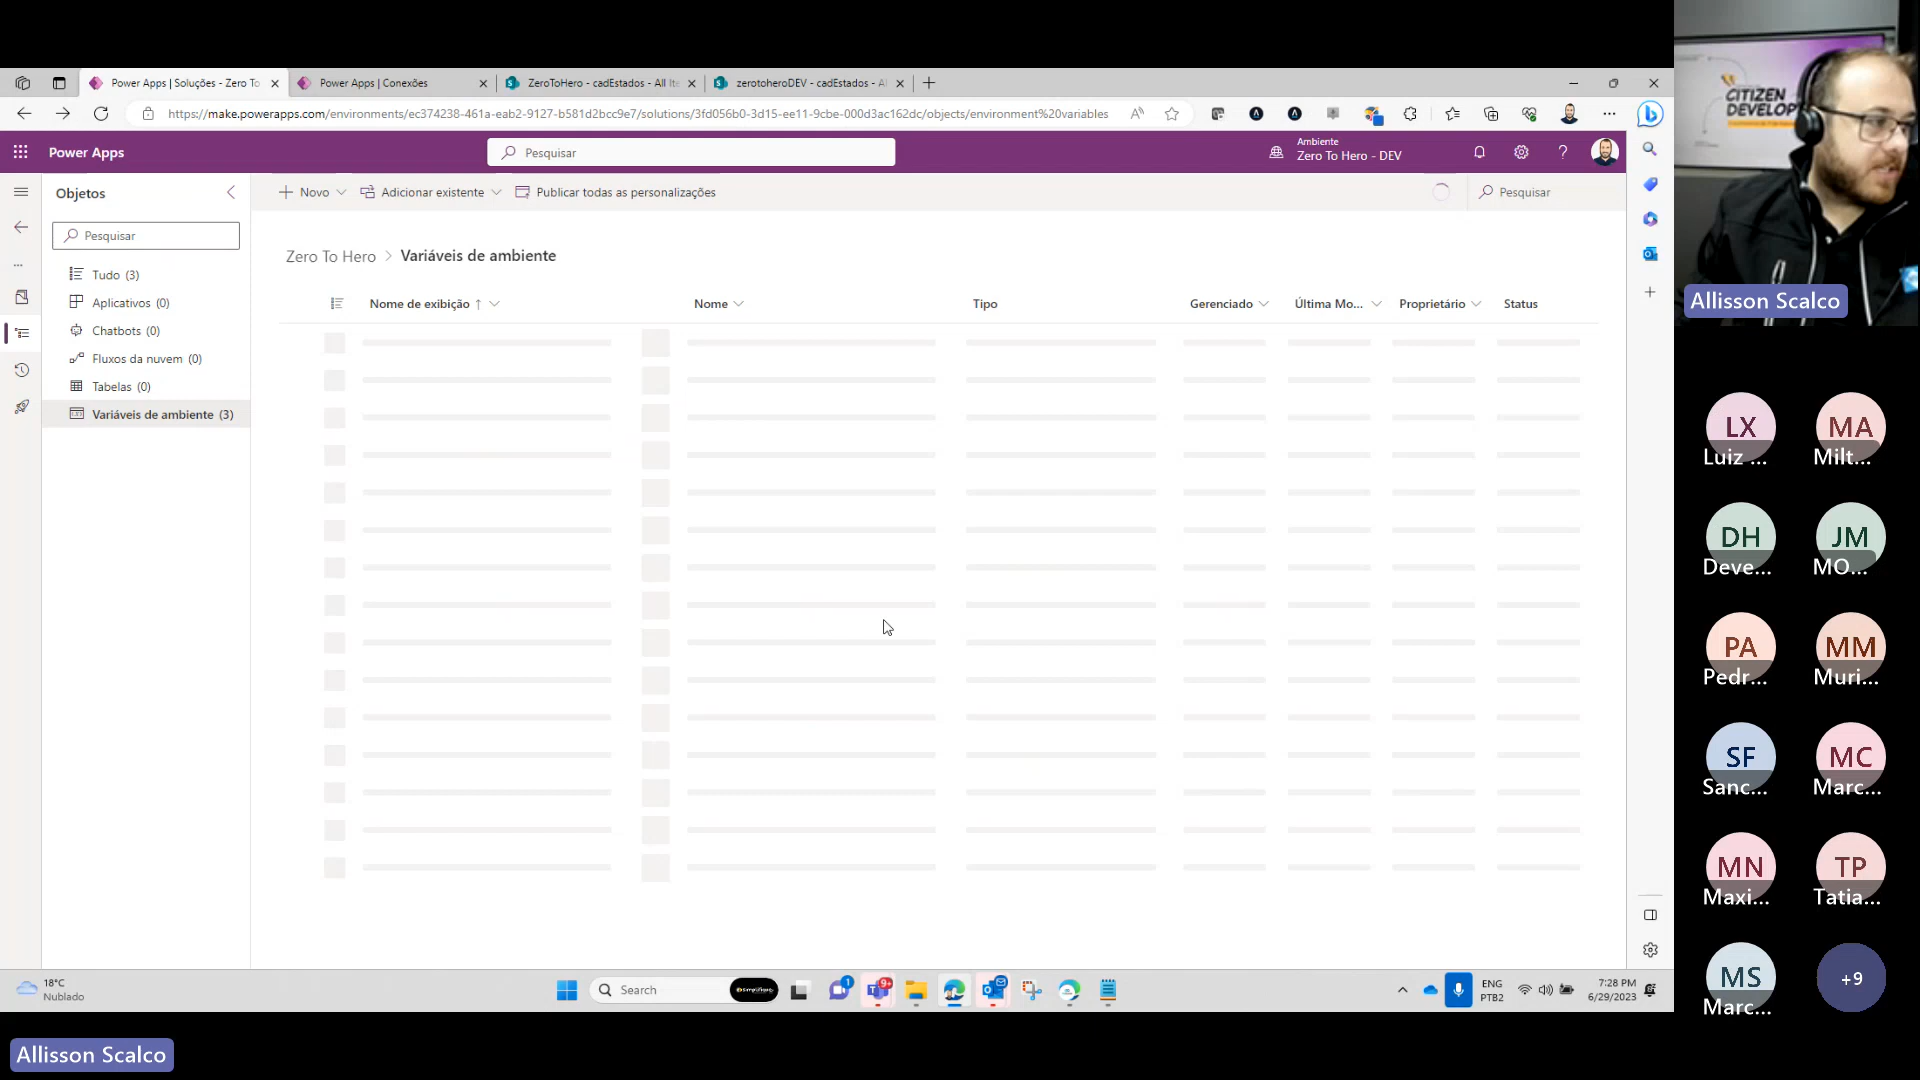 Power Apps | Soluções - Zero To
Power Apps | Conexões
ZeroToHero - cadEstados - All Ite
zerotoheroDEV - cadEstados - Al
https://make.powerapps.com/environments/ec374238-461a-eab2-9127-b581d2bcc9e7/solutions/3fd056b0-3d15-ee11-9cbe-000d3ac162dc/objects/environment%20variables
Power Apps
Pesquisar
Ambiente
Zero To Hero - DEV
Objetos
Novo
Adicionar existente
Publicar todas as personalizações
Pesquisar
Pesquisar
Zero To Hero > Variáveis de ambiente
Tudo (3)
Aplicativos (0)
Chatbots (0)
Fluxos da nuvem (0)
Tabelas (0)
Variáveis de ambiente (3)
Nome de exibição ↑
Nome
Tipo
Gerenciado
Última Mo...
Proprietário
Status
CITIZEN
DEVELOP
Allisson Scalco
LX
Luiz ...
MA
Milt...
DH
Deve...
JM
MO...
PA
Pedr...
MM
Muri...
SF
Sanc...
MC
Marc...
MN
Maxi...
TP
Tatia...
MS
Marc...
+9
18°C
Nublado
Search
1
9+
ENG
PTB2
7:28 PM
6/29/2023
Allisson Scalco